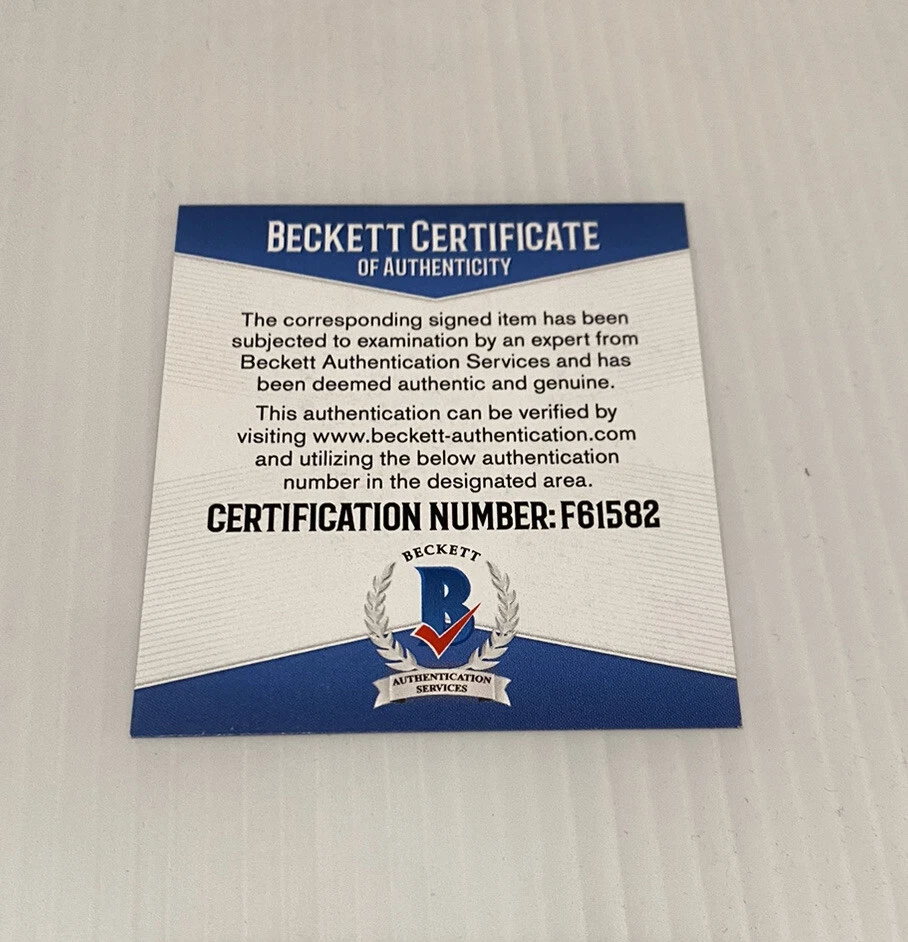 BECKETT CERTIFICATE
OF AUTHENTICITY
The corresponding signed item has been
subjected to examination by an expert from
Beckett Authentication Services and has
been deemed authentic and genuine.
This authentication can be verified by
visiting www.beckett-authentication.com
and utilizing the below authentication
number in the designated area.
CERTIFICATION NUMBER: F61582
BECKETT
B
AUTHENTICATION
SERVICES